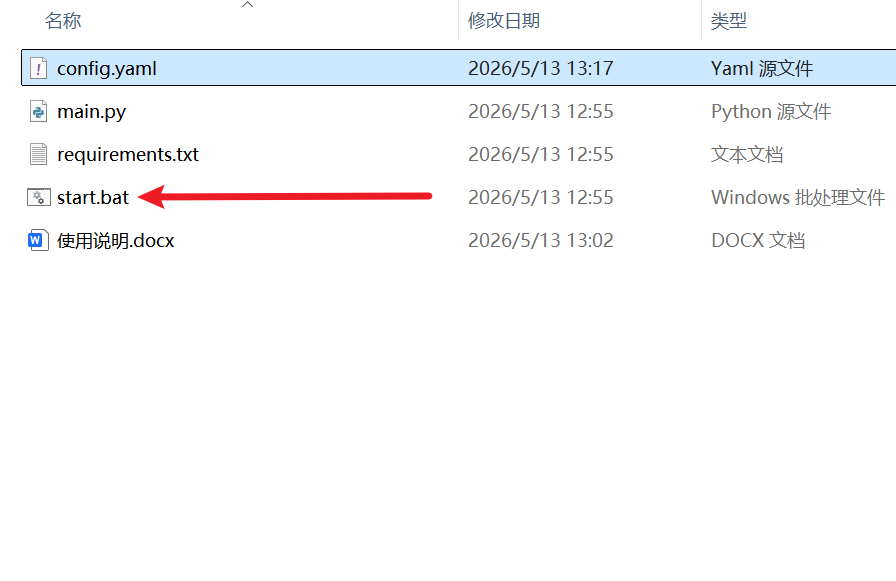 名称 修改日期 类型
config.yaml 2026/5/13 13:17 Yaml 源文件
main.py 2026/5/13 12:55 Python 源文件
requirements.txt 2026/5/13 12:55 文本文档
start.bat 2026/5/13 12:55 Windows 批处理文件
使用说明.docx 2026/5/13 13:02 DOCX 文档